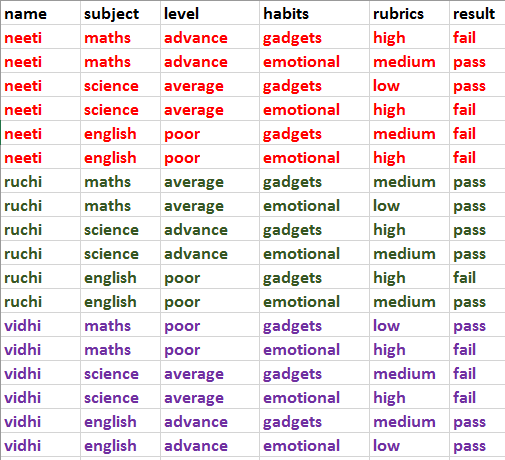 name subject level habits rubrics result
neeti maths advance gadgets high fail
neeti maths advance emotional medium pass
neeti science average gadgets low pass
neeti science average emotional high fail
neeti english poor gadgets medium fail
neeti english poor emotional high fail
ruchi maths average gadgets medium pass
ruchi maths average emotional low pass
ruchi science advance gadgets high pass
ruchi science advance emotional medium pass
ruchi english poor gadgets high fail
ruchi english poor emotional medium pass
vidhi maths poor gadgets low pass
vidhi maths poor emotional high fail
vidhi science average gadgets medium fail
vidhi science average emotional high fail
vidhi english advance gadgets medium pass
vidhi english advance emotional low pass